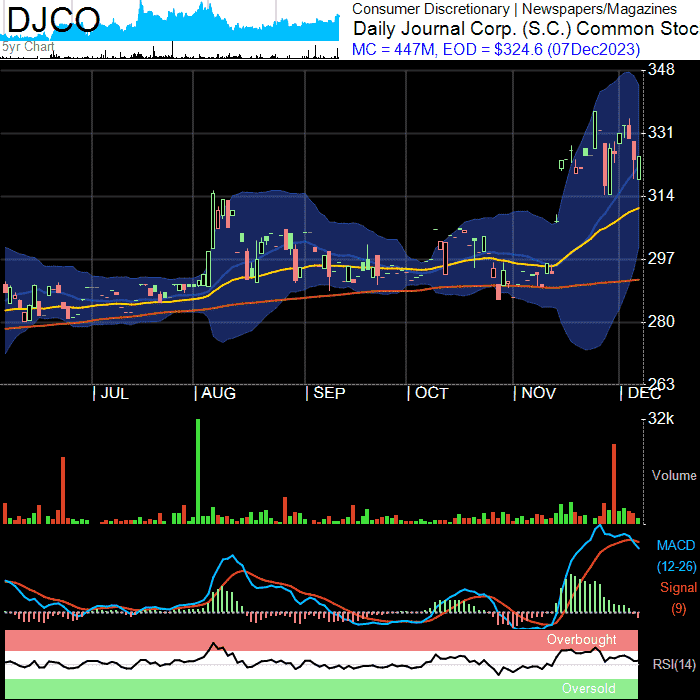 DJCO
5yr Chart
Consumer Discretionary | Newspapers/Magazines
Daily Journal Corp. (S.C.) Common Stoc
MC = 447M, EOD = $324.6 (07Dec2023)
348
331
314
297
280
263
JUL AUG SEP OCT NOV DEC
32k
Volume
MACD
(12-26)
Signal
(9)
Overbought
RSI(14)
Oversold